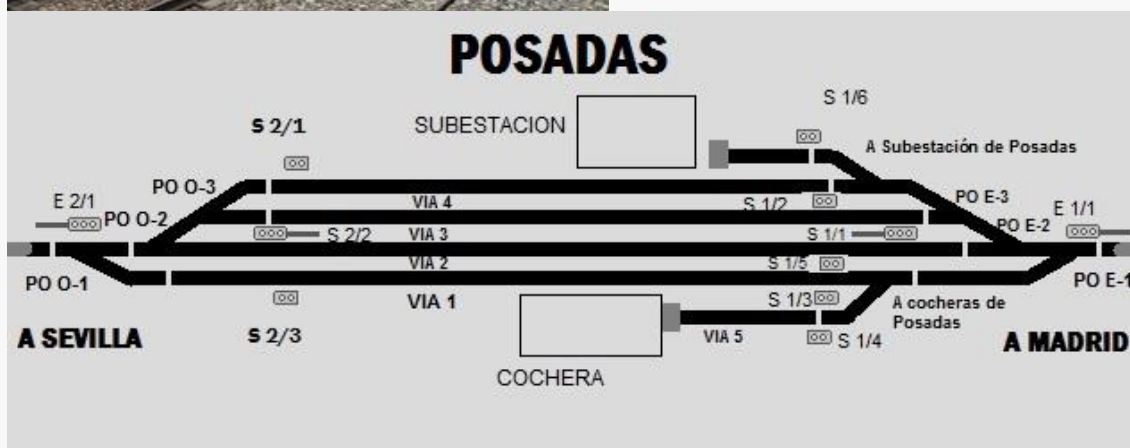 POSADAS
S 1/6
S 2/1
SUBESTACION
A Subestación de Posadas
PO O-3
E 2/1
PO O-2
VIA 4
S 1/2
PO E-3
E 1/1
S 2/2
VIA 3
S 1/1
PO E-2
VIA 2
S 1/5
PO O-1
PO E-1
VIA 1
S 1/3
A cocheras de
Posadas
A SEVILLA
S 2/3
VIA 5
S 1/4
A MADRID
COCHERA